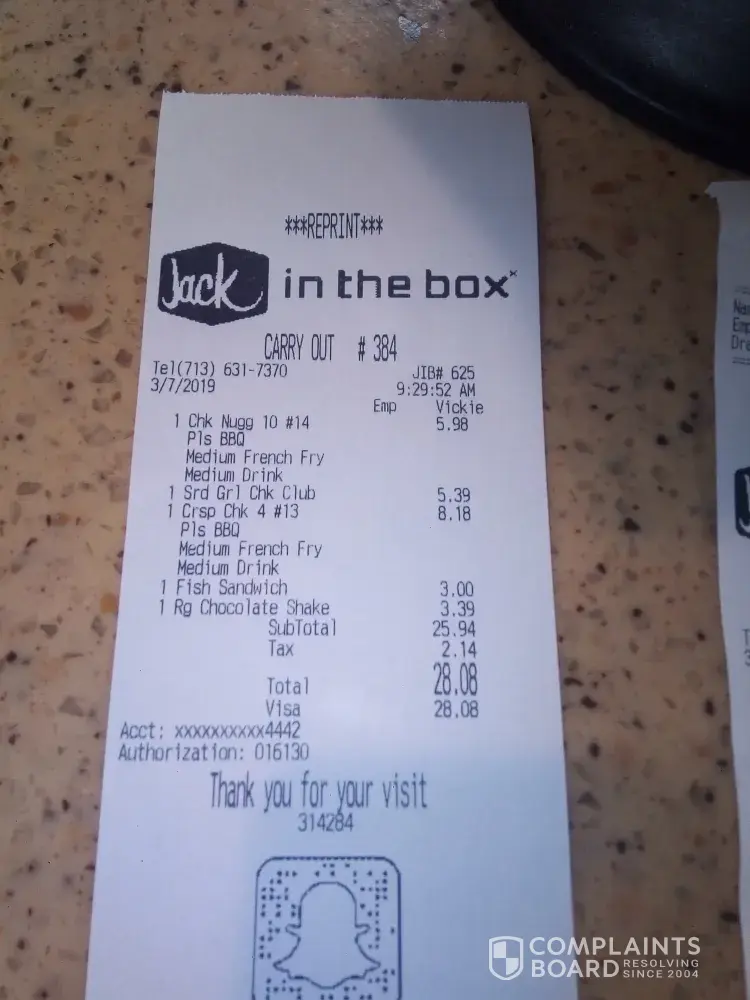 ***REPRINT***
Jack in the box
CARRY OUT # 384
Tel(713) 631-7370 JIB# 625
3/7/2019 9:29:52 AM
Emp Vickie
1 Chk Nugg 10 #14 5.98
Pls BBQ
Medium French Fry
Medium Drink
1 Srd Grl Chk Club 5.39
1 Crsp Chk 4 #13 8.18
Pls BBQ
Medium French Fry
Medium Drink
1 Fish Sandwich 3.00
1 Rg Chocolate Shake 3.39
SubTotal 25.94
Tax 2.14
Total 28.08
Visa 28.08
Acct: xxxxxxxxxx4442
Authorization: 016130
Thank you for your visit
314284
COMPLAINTS
BOARD RESOLVING
SINCE 2004